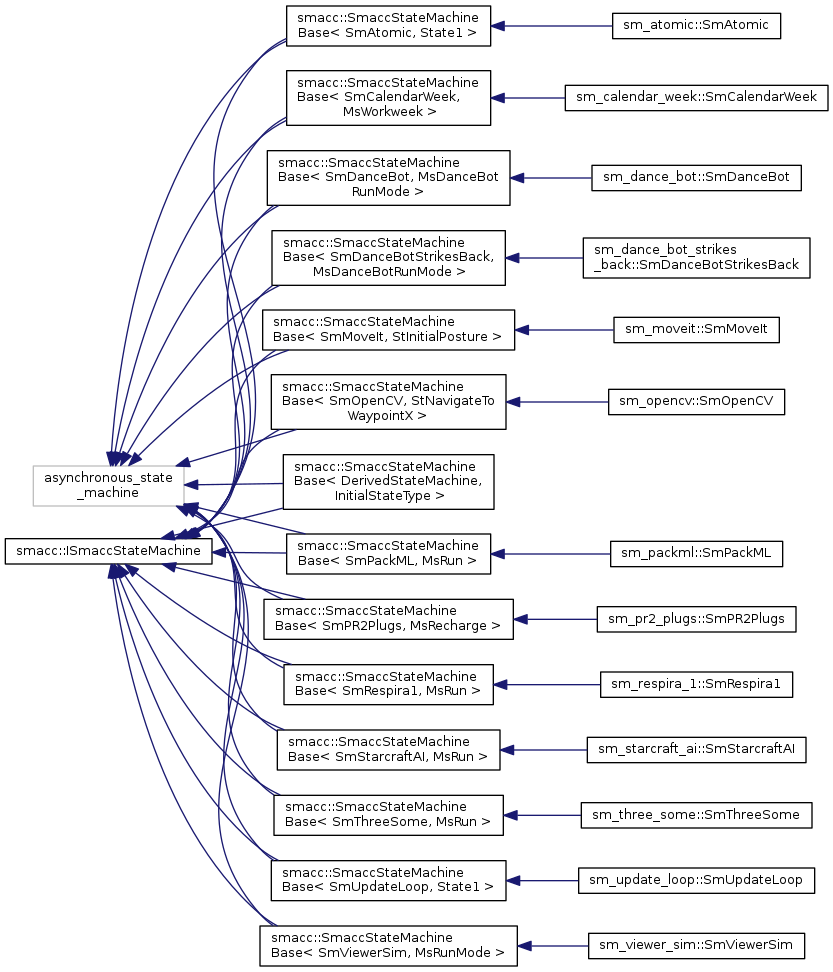 smacc::SmaccStateMachine
Base< SmAtomic, State1 >
sm_atomic::SmAtomic
smacc::SmaccStateMachine
Base< SmCalendarWeek,
MsWorkweek >
sm_calendar_week::SmCalendarWeek
smacc::SmaccStateMachine
Base< SmDanceBot, MsDanceBot
RunMode >
sm_dance_bot::SmDanceBot
smacc::SmaccStateMachine
Base< SmDanceBotStrikesBack,
MsDanceBotRunMode >
sm_dance_bot_strikes
_back::SmDanceBotStrikesBack
smacc::SmaccStateMachine
Base< SmMoveIt, StInitialPosture >
sm_moveit::SmMoveIt
smacc::SmaccStateMachine
Base< SmOpenCV, StNavigateTo
WaypointX >
sm_opencv::SmOpenCV
asynchronous_state
_machine
smacc::SmaccStateMachine
Base< DerivedStateMachine,
InitialStateType >
smacc::ISmaccStateMachine
smacc::SmaccStateMachine
Base< SmPackML, MsRun >
sm_packml::SmPackML
smacc::SmaccStateMachine
Base< SmPR2Plugs, MsRecharge >
sm_pr2_plugs::SmPR2Plugs
smacc::SmaccStateMachine
Base< SmRespira1, MsRun >
sm_respira_1::SmRespira1
smacc::SmaccStateMachine
Base< SmStarcraftAI, MsRun >
sm_starcraft_ai::SmStarcraftAI
smacc::SmaccStateMachine
Base< SmThreeSome, MsRun >
sm_three_some::SmThreeSome
smacc::SmaccStateMachine
Base< SmUpdateLoop, State1 >
sm_update_loop::SmUpdateLoop
smacc::SmaccStateMachine
Base< SmViewerSim, MsRunMode >
sm_viewer_sim::SmViewerSim